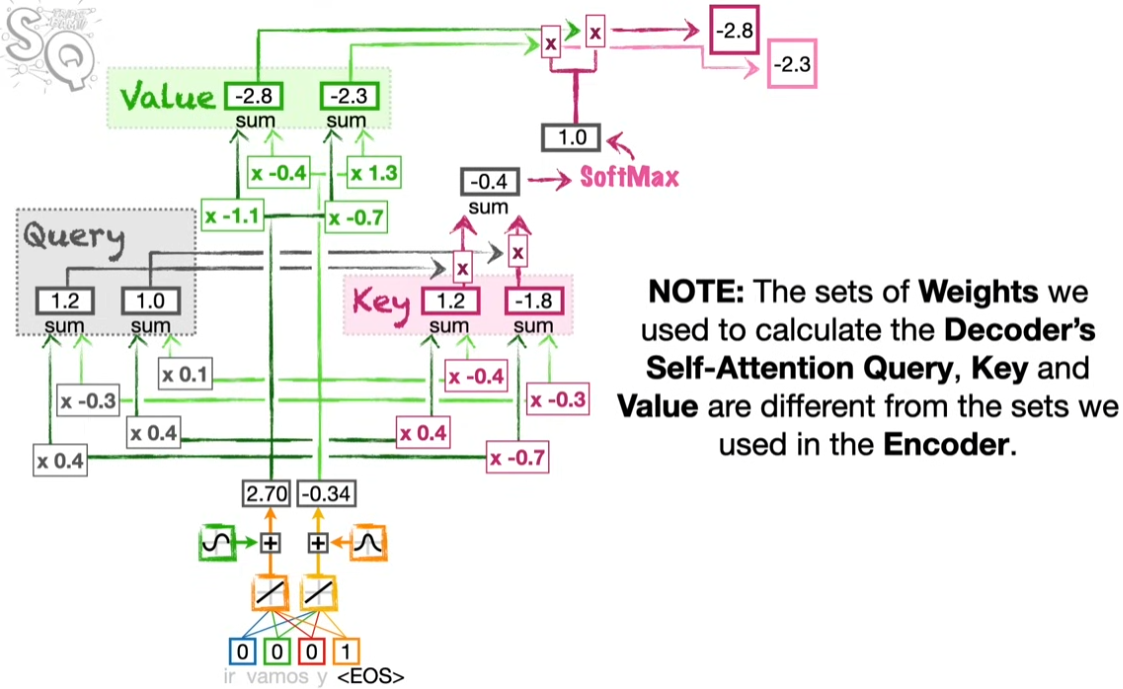 SQ
Value
-2.8
-2.3
sum
sum
x -0.4
x 1.3
x -1.1
x -0.7
x
x
-2.8
-2.3
1.0
SoftMax
-0.4
sum
Query
1.2
1.0
sum
sum
x
x
Key
1.2
-1.8
sum
sum
x 0.1
x -0.3
x 0.4
x 0.4
x -0.4
x -0.3
x 0.4
x -0.7
2.70
-0.34
+
+
0
0
0
1
ir vamos y <EOS>
NOTE: The sets of Weights we
used to calculate the Decoder’s
Self-Attention Query, Key and
Value are different from the sets we
used in the Encoder.